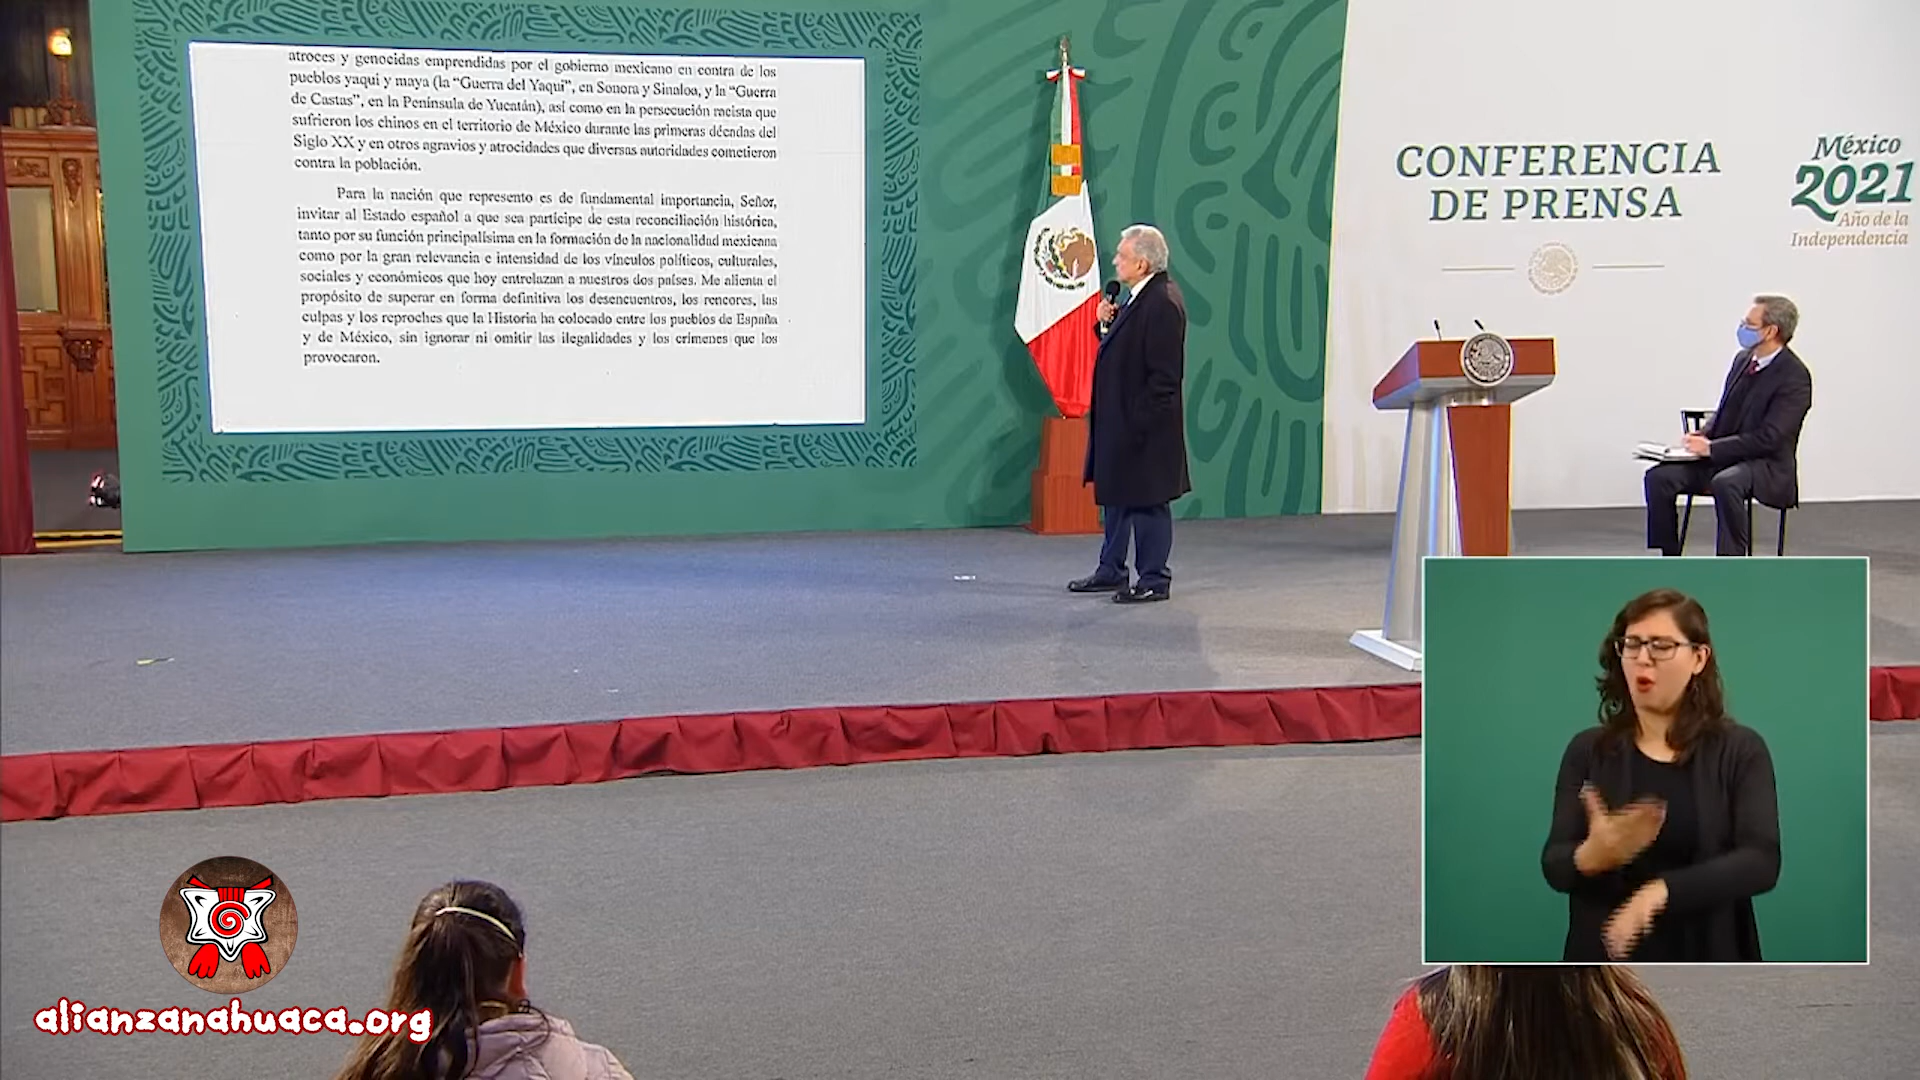 atroces y genocidas emprendidas por el gobierno mexicano en contra de los
pueblos yaqui y maya (la “Guerra del Yaqui”, en Sonora y Sinaloa, y la “Guerra
de Castas”, en la Península de Yucatán), así como en la persecución racista que
sufrieron los chinos en el territorio de México durante las primeras décadas del
Siglo XX y en otros agravios y atrocidades que diversas autoridades cometieron
contra la población.
Para la nación que represento es de fundamental importancia, Señor,
invitar al Estado español a que sea partícipe de esta reconciliación histórica,
tanto por su función principalísima en la formación de la nacionalidad mexicana
como por la gran relevancia e intensidad de los vínculos políticos, culturales,
sociales y económicos que hoy entrelazan a nuestros dos países. Me alienta el
propósito de superar en forma definitiva los desencuentros, los rencores, las
culpas y los reproches que la Historia ha colocado entre los pueblos de España
y de México, sin ignorar ni omitir las ilegalidades y los crímenes que los
provocaron.
CONFERENCIA
DE PRENSA
México
2021
Año de la
Independencia
alianzanahuaca.org